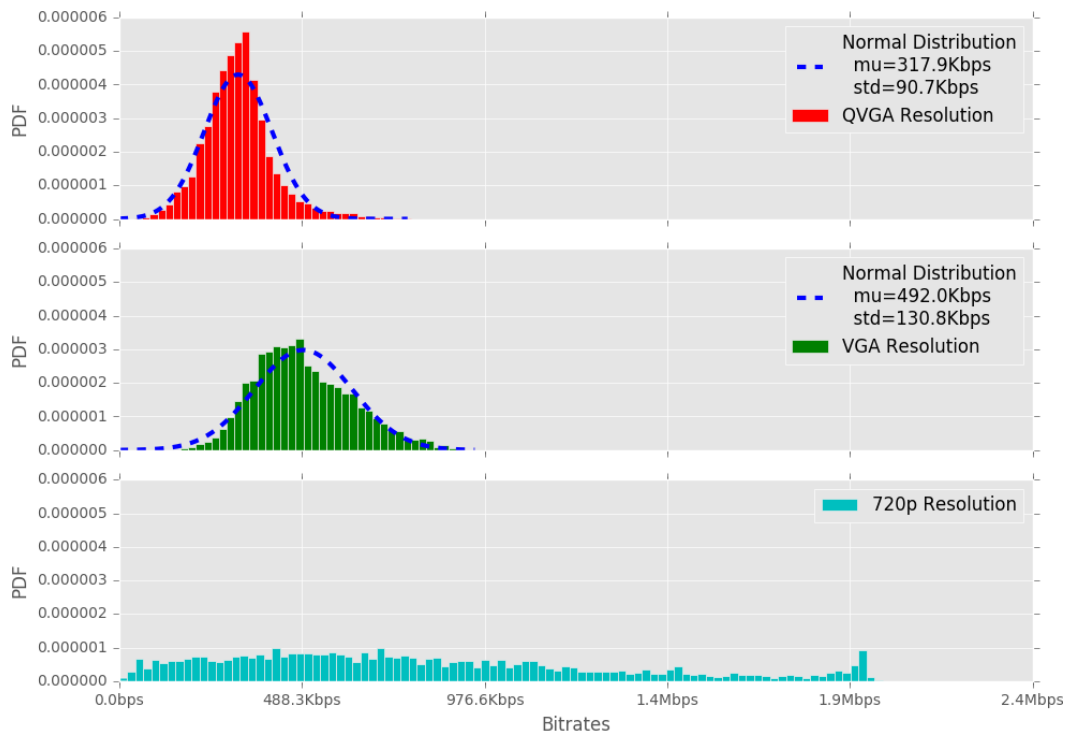 0.000006
0.000005
0.000004
0.000003
0.000002
0.000001
0.000000
PDF
Normal Distribution
mu=317.9Kbps
std=90.7Kbps
QVGA Resolution
0.000006
0.000005
0.000004
0.000003
0.000002
0.000001
0.000000
PDF
Normal Distribution
mu=492.0Kbps
std=130.8Kbps
VGA Resolution
0.000006
0.000005
0.000004
0.000003
0.000002
0.000001
0.000000
PDF
720p Resolution
0.0bps 488.3Kbps 976.6Kbps 1.4Mbps 1.9Mbps 2.4Mbps
Bitrates